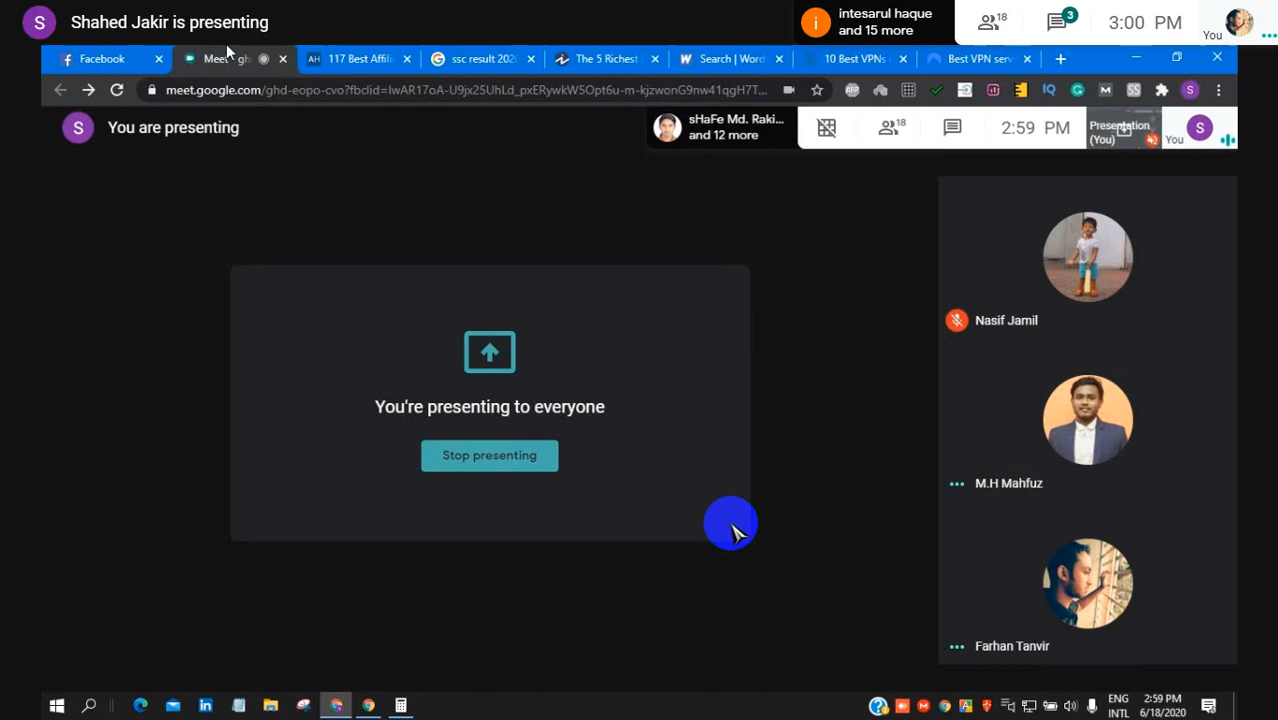 S Shahed Jakir is presenting
i intesarul haque
and 15 more
18
3
3:00 PM
You
Facebook
Meet
117 Best Affili
ssc result 202
The 5 Richest
Search | Word
10 Best VPNs
Best VPN serv
meet.google.com/ghd-eopo-cvo?fbclid=IwAR17oA-U9jx25UhLd_pxERywkW5Opt6u-m-kjzwonG9nw41qgH7T...
S You are presenting
sHaFe Md. Raki...
and 12 more
18
2:59 PM
Presentation
(You)
You
S
You're presenting to everyone
Stop presenting
Nasif Jamil
M.H Mahfuz
Farhan Tanvir
ENG
INTL
2:59 PM
6/18/2020